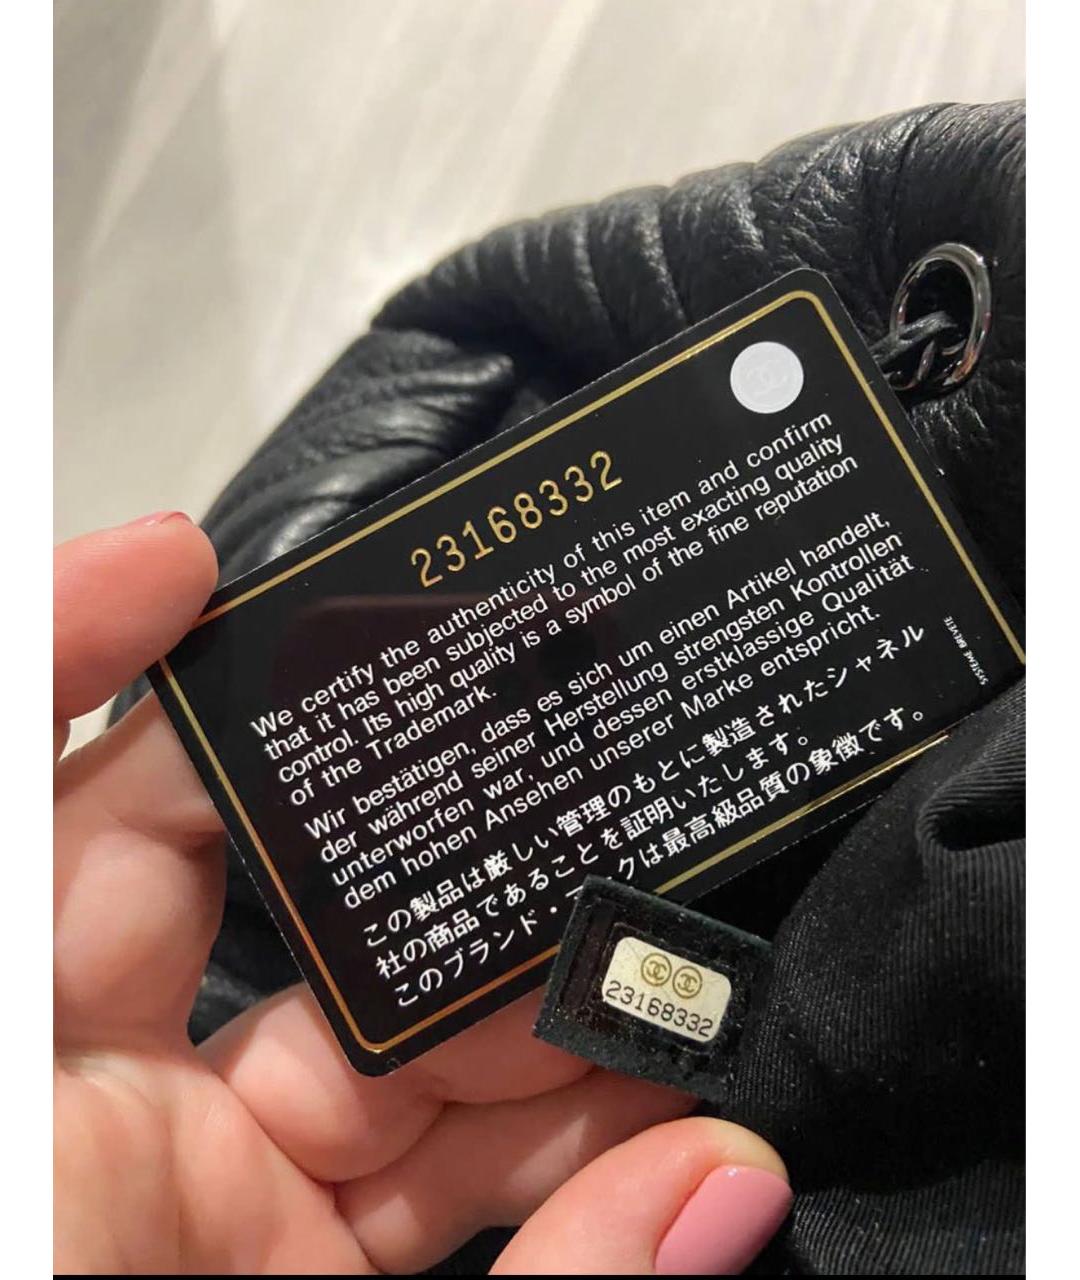 23168332
We certify the authenticity of this item and confirm
that it has been subjected to the most exacting quality
control. Its high quality is a symbol of the fine reputation
of the Trademark.
Wir bestätigen, dass es sich um einen Artikel handelt,
der während seiner Herstellung strengsten Kontrollen
unterworfen war, und dessen erstklassige Qualität
dem hohen Ansehen unserer Marke entspricht.
この製品は厳しい管理のもとに製造されたシャネル
社の商品であることを証明いたします。
このブランド・マークは最高級品質の象徴です。
SYSTEME BREVETE
23168332